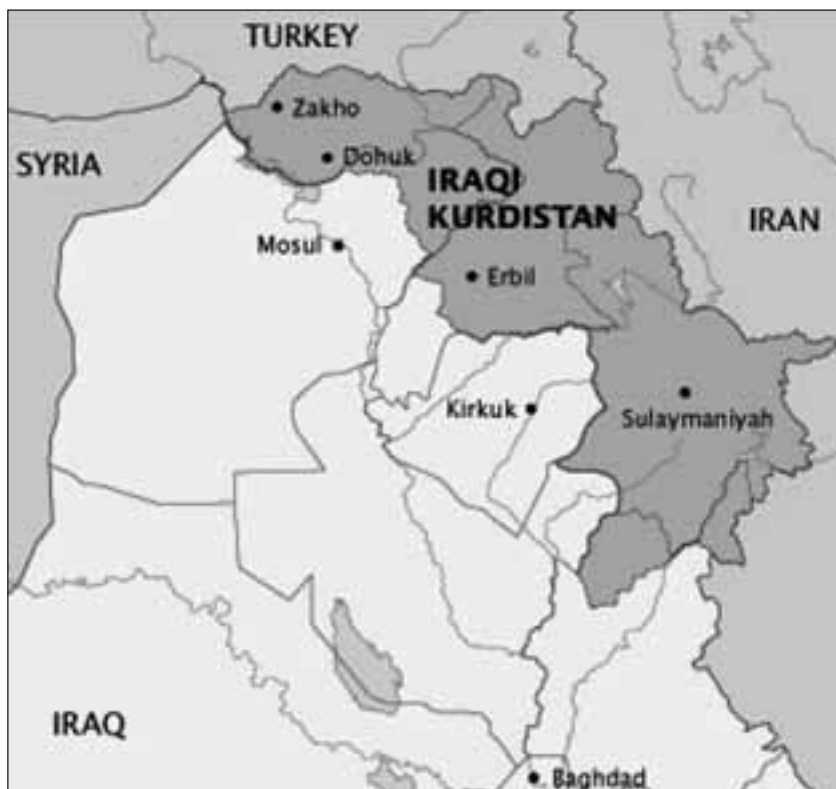 TURKEY
Zakho
SYRIA
Dohuk
IRAQI
KURDISTAN
IRAN
Mosul
Erbil
Kirkuk
Sulaymaniyah
IRAQ
Baghdad